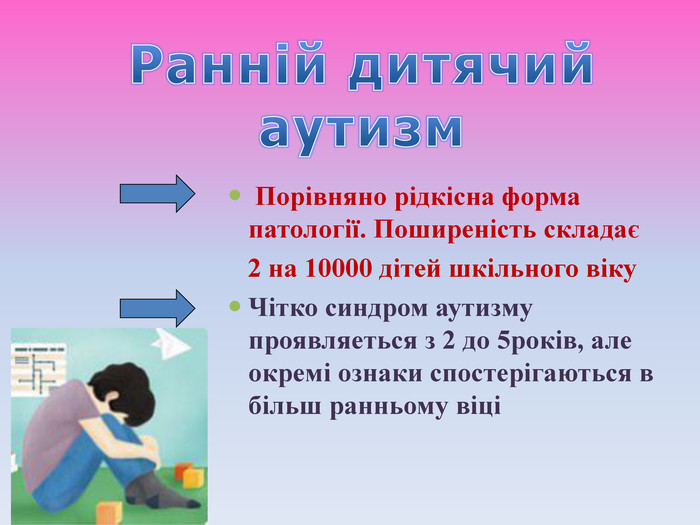 Ранній дитячий
аутизм
Порівняно рідкісна форма
патології. Поширеність складає
2 на 10000 дітей шкільного віку
Чітко синдром аутизму
проявляеться з 2 до 5років, але
окремі ознаки спостерігаються в
більш ранньому віці